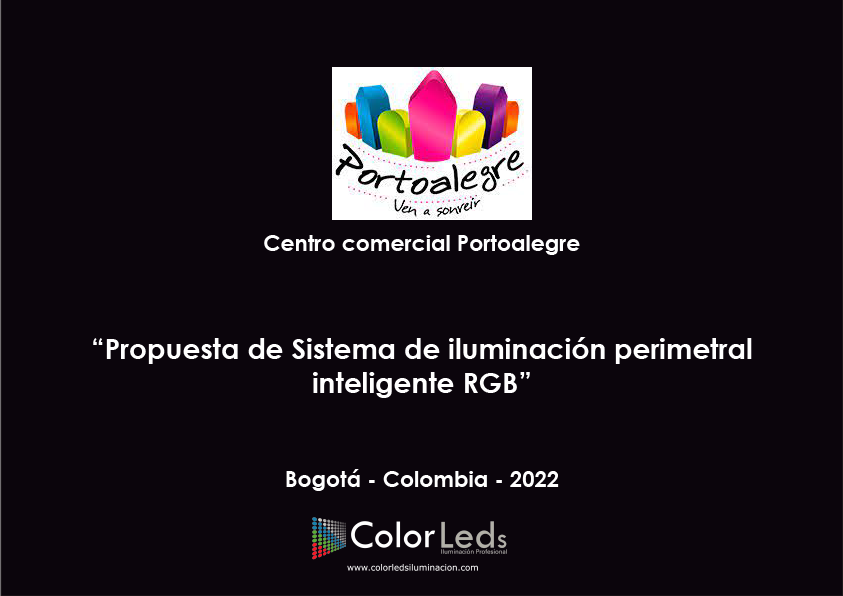 Portoalegre
Ven a sonreir
Centro comercial Portoalegre
“Propuesta de Sistema de iluminación perimetral
inteligente RGB”
Bogotá - Colombia - 2022
ColorLeds
Iluminación Profesional
www.colorledsiluminacion.com